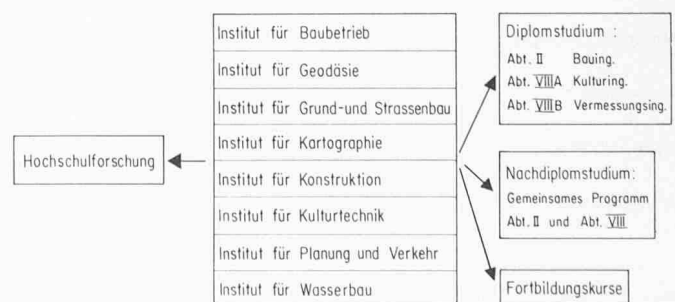 Hochschulforschung
Institut für Baubetrieb
Institut für Geodäsie
Institut für Grund-und Strassenbau
Institut für Kartographie
Institut für Konstruktion
Institut für Kulturtechnik
Institut für Planung und Verkehr
Institut für Wasserbau
Diplomstudium :
Abt. II Bauing.
Abt. VIIIA Kulturing.
Abt. VIIIB Vermessungsing.
Nachdiplomstudium:
Gemeinsames Programm
Abt. II und Abt. VIII
Fortbildungskurse